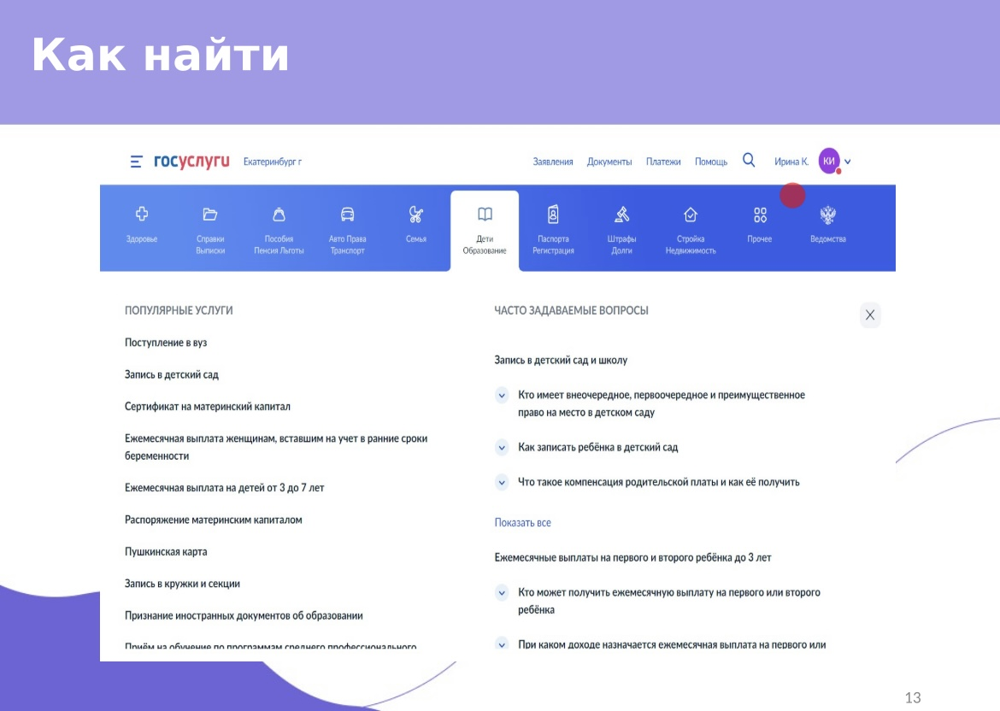 Как найти
госуслуги Екатеринбург г Заявления Документы Платежи Помощь Ирина К. КИ
Здоровье
Справки
Выписки
Пособия
Пенсия Льготы
Авто Права
Транспорт
Семья
Дети
Образование
Паспорта
Регистрация
Штрафы
Долги
Стройка
Недвижимость
Прочее
Ведомства
ПОПУЛЯРНЫЕ УСЛУГИ
Поступление в вуз
Запись в детский сад
Сертификат на материнский капитал
Ежемесячная выплата женщинам, вставшим на учет в ранние сроки
беременности
Ежемесячная выплата на детей от 3 до 7 лет
Распоряжение материнским капиталом
Пушкинская карта
Запись в кружки и секции
Признание иностранных документов об образовании
Приём на обучение по программам среднего профессионального
ЧАСТО ЗАДАВАЕМЫЕ ВОПРОСЫ
Запись в детский сад и школу
Кто имеет внеочередное, первоочередное и преимущественное
право на место в детском саду
Как записать ребёнка в детский сад
Что такое компенсация родительской платы и как её получить
Показать все
Ежемесячные выплаты на первого и второго ребёнка до 3 лет
Кто может получить ежемесячную выплату на первого или второго
ребёнка
При каком доходе назначается ежемесячная выплата на первого или
13